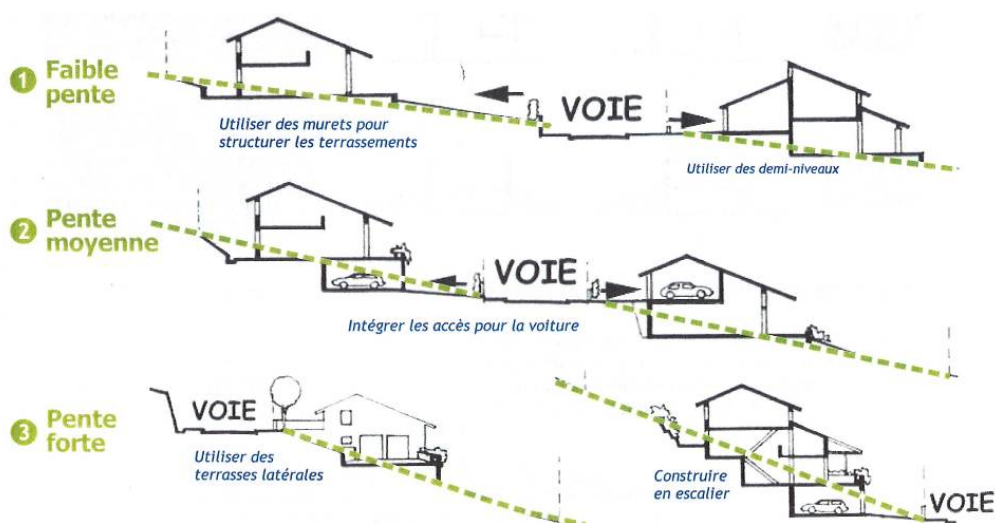 1 Faible
pente
VOIE
Utiliser des murets pour
structurer les terrassements
Utiliser des demi-niveaux
2 Pente
moyenne
VOIE
Intégrer les accès pour la voiture
3 Pente
forte
VOIE
Utiliser des
terrasses latérales
Construire
en escalier
VOIE